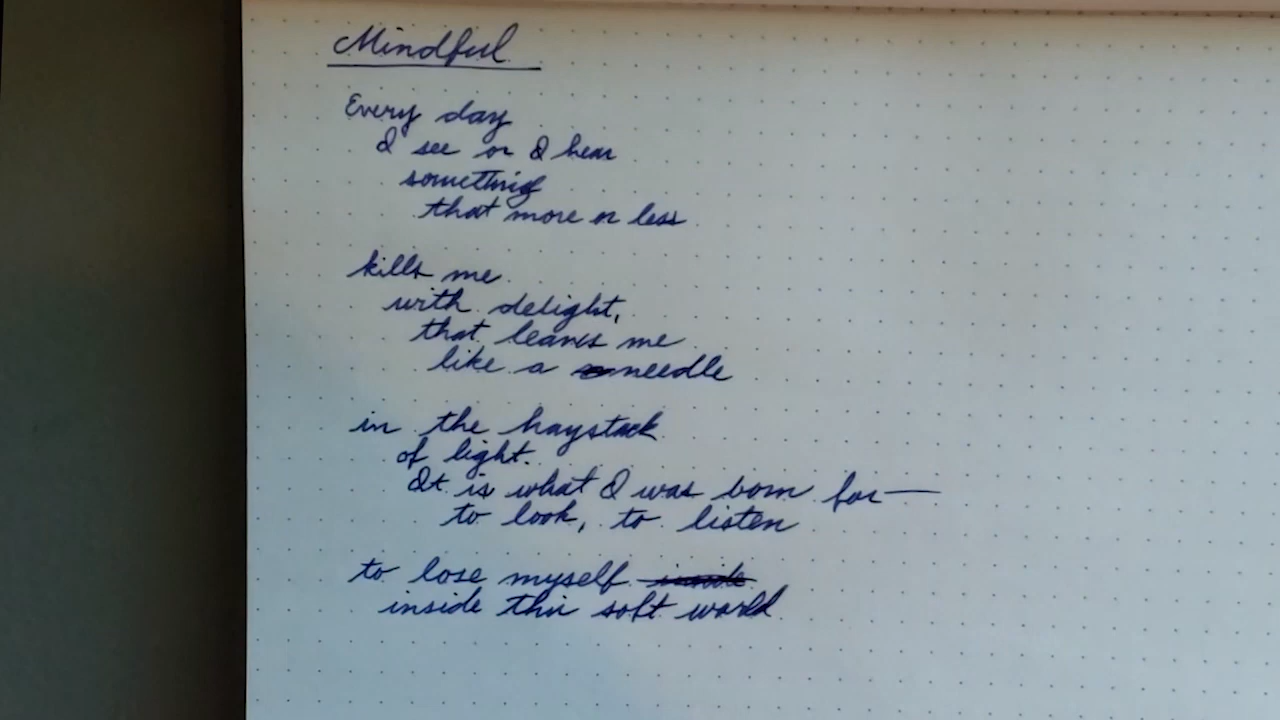 Mindful
Every day
I see or I hear
something
that more or less
kills me
with delight,
that leaves me
like a needle
in the haystack
of light.
It is what I was born for—
to look, to listen
to lose myself inside
inside this soft world